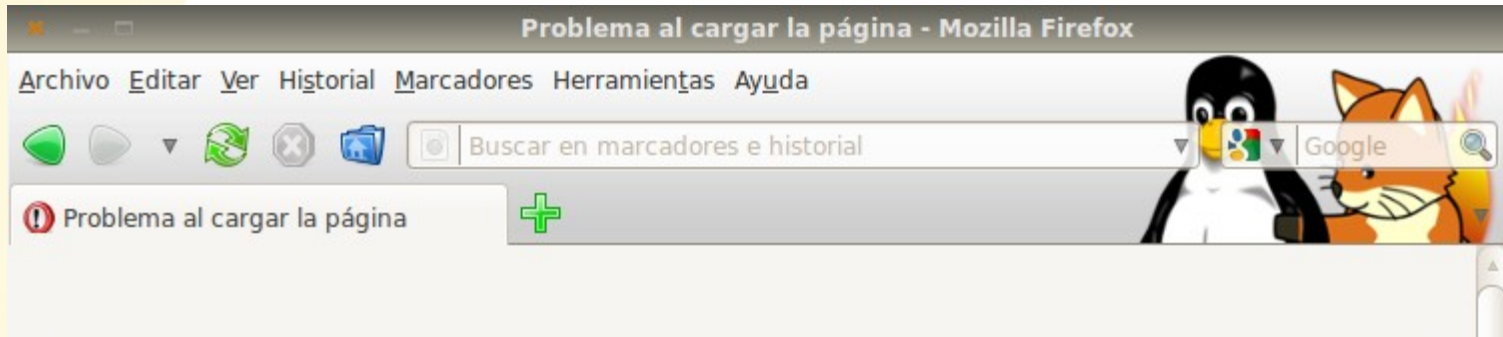 Problema al cargar la página - Mozilla Firefox
Archivo Editar Ver Historial Marcadores Herramientas Ayuda
Buscar en marcadores e historial Google
Problema al cargar la página